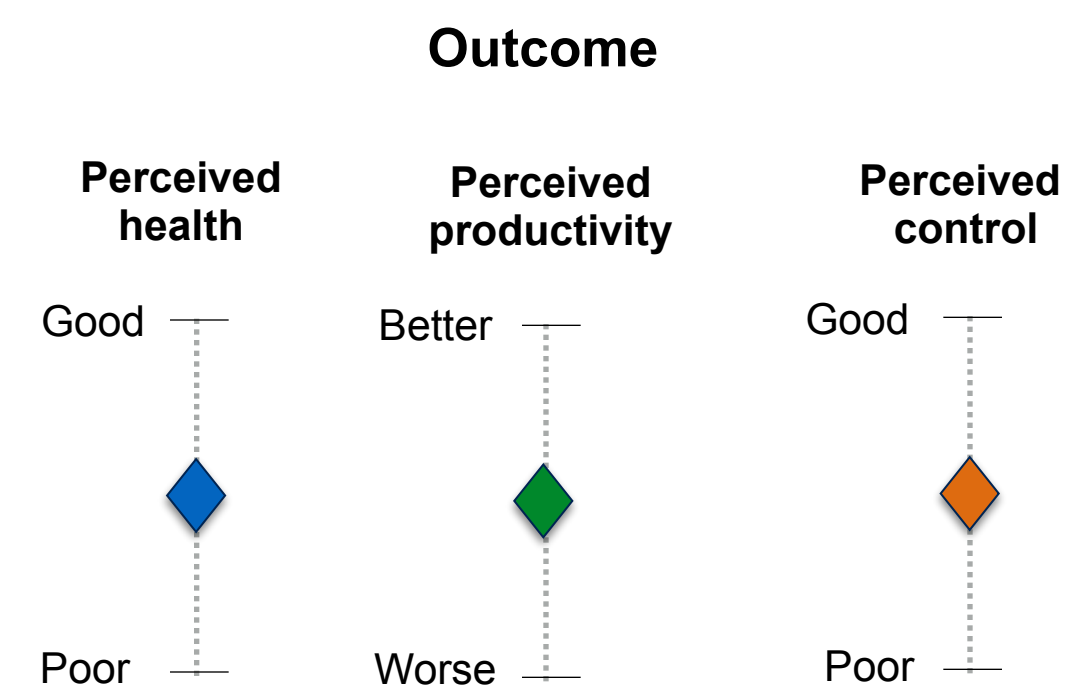 Outcome
Perceived
health
Perceived
productivity
Perceived
control
Good
Better
Good
Poor
Worse
Poor